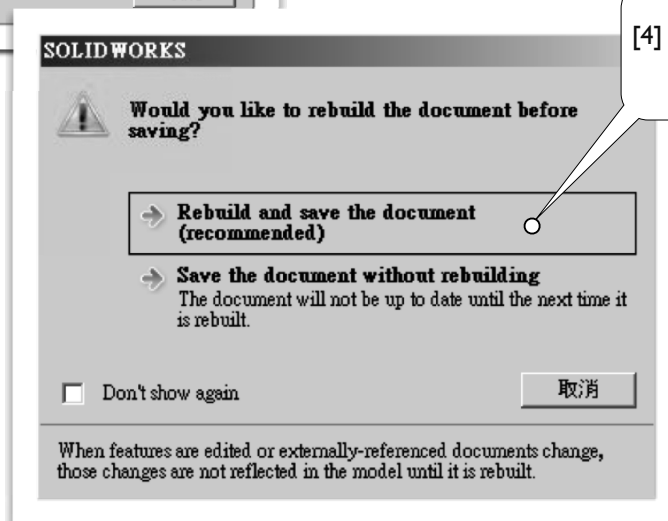 [4]
SOLIDWORKS
Would you like to rebuild the document before
saving?
Rebuild and save the document
(recommended)
Save the document without rebuilding
The document will not be up to date until the next time it
is rebuilt.
Don't show again
取消
When features are edited or externally-referenced documents change,
those changes are not reflected in the model until it is rebuilt.